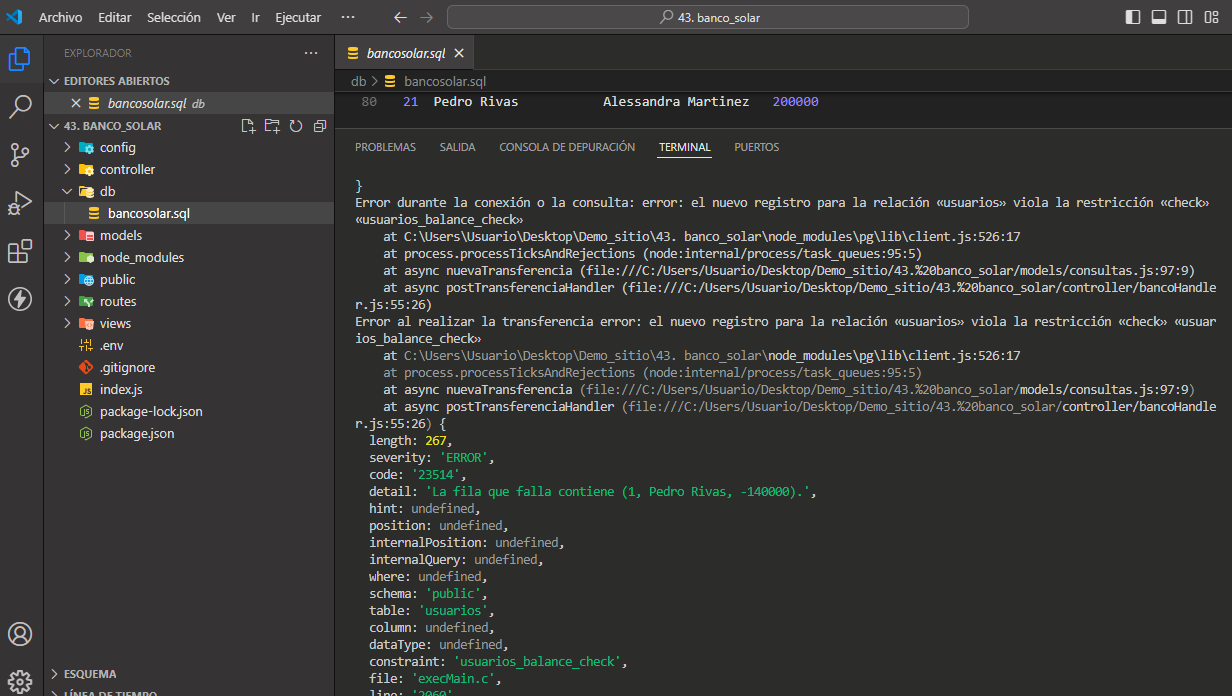 Archivo Editar Selección Ver Ir Ejecutar ··· 43. banco_solar
EXPLORADOR ···
EDITORES ABIERTOS
bancosolar.sql db
43. BANCO_SOLAR
config
controller
db
bancosolar.sql
models
node_modules
public
routes
views
.env
.gitignore
index.js
package-lock.json
package.json
ESQUEMA
LÍNEA DE TIEMPO
bancosolar.sql
db > bancosolar.sql
80 21 Pedro Rivas Alessandra Martinez 200000
PROBLEMAS SALIDA CONSOLA DE DEPURACIÓN TERMINAL PUERTOS
}
Error durante la conexión o la consulta: error: el nuevo registro para la relación «usuarios» viola la restricción «check»
«usuarios_balance_check»
at C:\Users\Usuario\Desktop\Demo_sitio\43. banco_solar\node_modules\pg\lib\client.js:526:17
at process.processTicksAndRejections (node:internal/process/task_queues:95:5)
at async nuevaTransferencia (file:///C:/Users/Usuario/Desktop/Demo_sitio/43.%20banco_solar/models/consultas.js:97:9)
at async postTransferenciaHandler (file:///C:/Users/Usuario/Desktop/Demo_sitio/43.%20banco_solar/controller/bancoHandle
r.js:55:26)
Error al realizar la transferencia error: el nuevo registro para la relación «usuarios» viola la restricción «check» «usuar
ios_balance_check»
at C:\Users\Usuario\Desktop\Demo_sitio\43. banco_solar\node_modules\pg\lib\client.js:526:17
at process.processTicksAndRejections (node:internal/process/task_queues:95:5)
at async nuevaTransferencia (file:///C:/Users/Usuario/Desktop/Demo_sitio/43.%20banco_solar/models/consultas.js:97:9)
at async postTransferenciaHandler (file:///C:/Users/Usuario/Desktop/Demo_sitio/43.%20banco_solar/controller/bancoHandle
r.js:55:26) {
length: 267,
severity: 'ERROR',
code: '23514',
detail: 'La fila que falla contiene (1, Pedro Rivas, -140000).',
hint: undefined,
position: undefined,
internalPosition: undefined,
internalQuery: undefined,
where: undefined,
schema: 'public',
table: 'usuarios',
column: undefined,
dataType: undefined,
constraint: 'usuarios_balance_check',
file: 'execMain.c',
line: '2060'